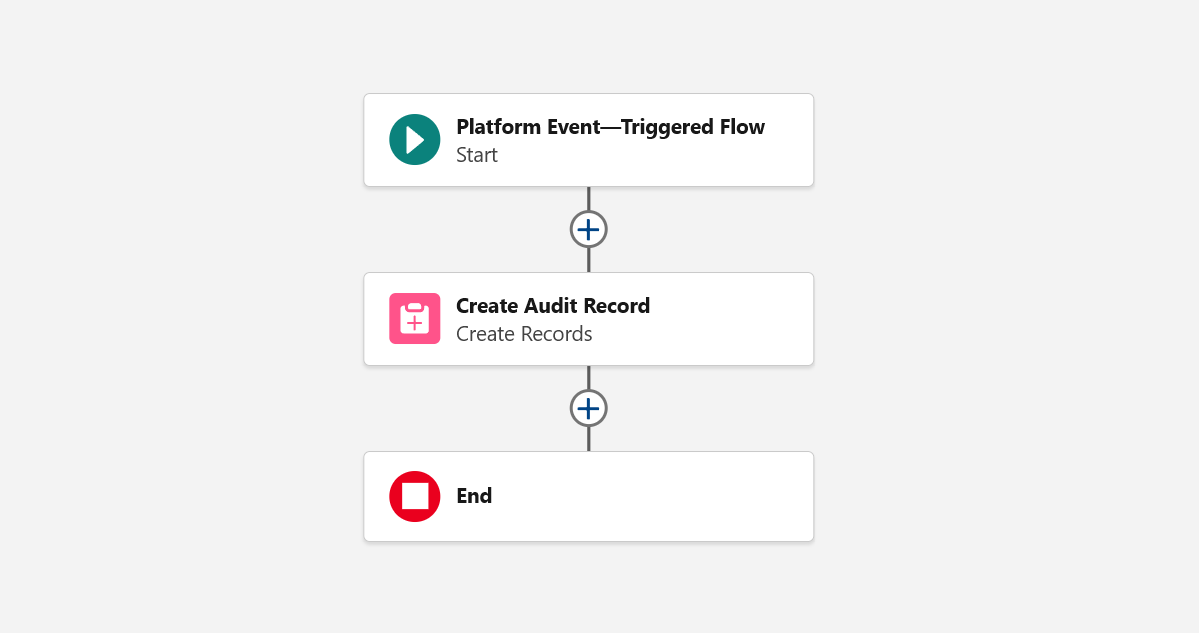 Platform Event—Triggered Flow
Start
Create Audit Record
Create Records
End